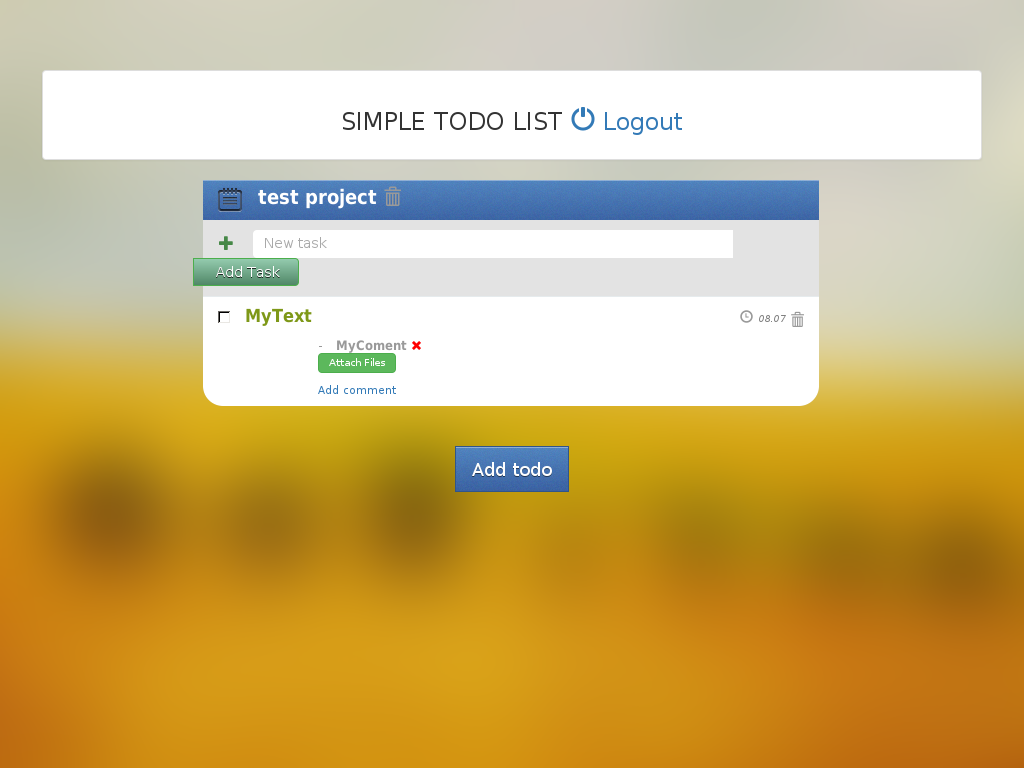 SIMPLE TODO LIST Logout
test project
New task
Add Task
MyText 08.07
- MyComent
Attach Files
Add comment
Add todo